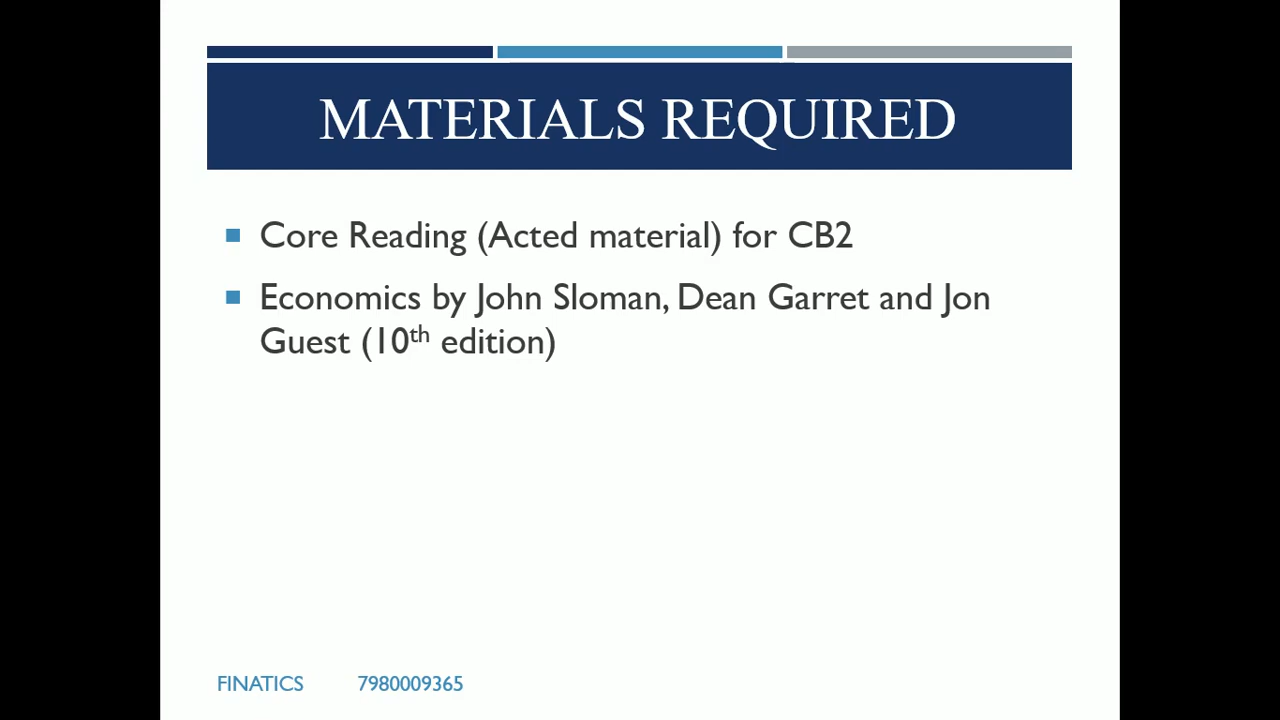 MATERIALS REQUIRED
Core Reading (Acted material) for CB2
Economics by John Sloman, Dean Garret and Jon
Guest (10th edition)
FINATICS 7980009365